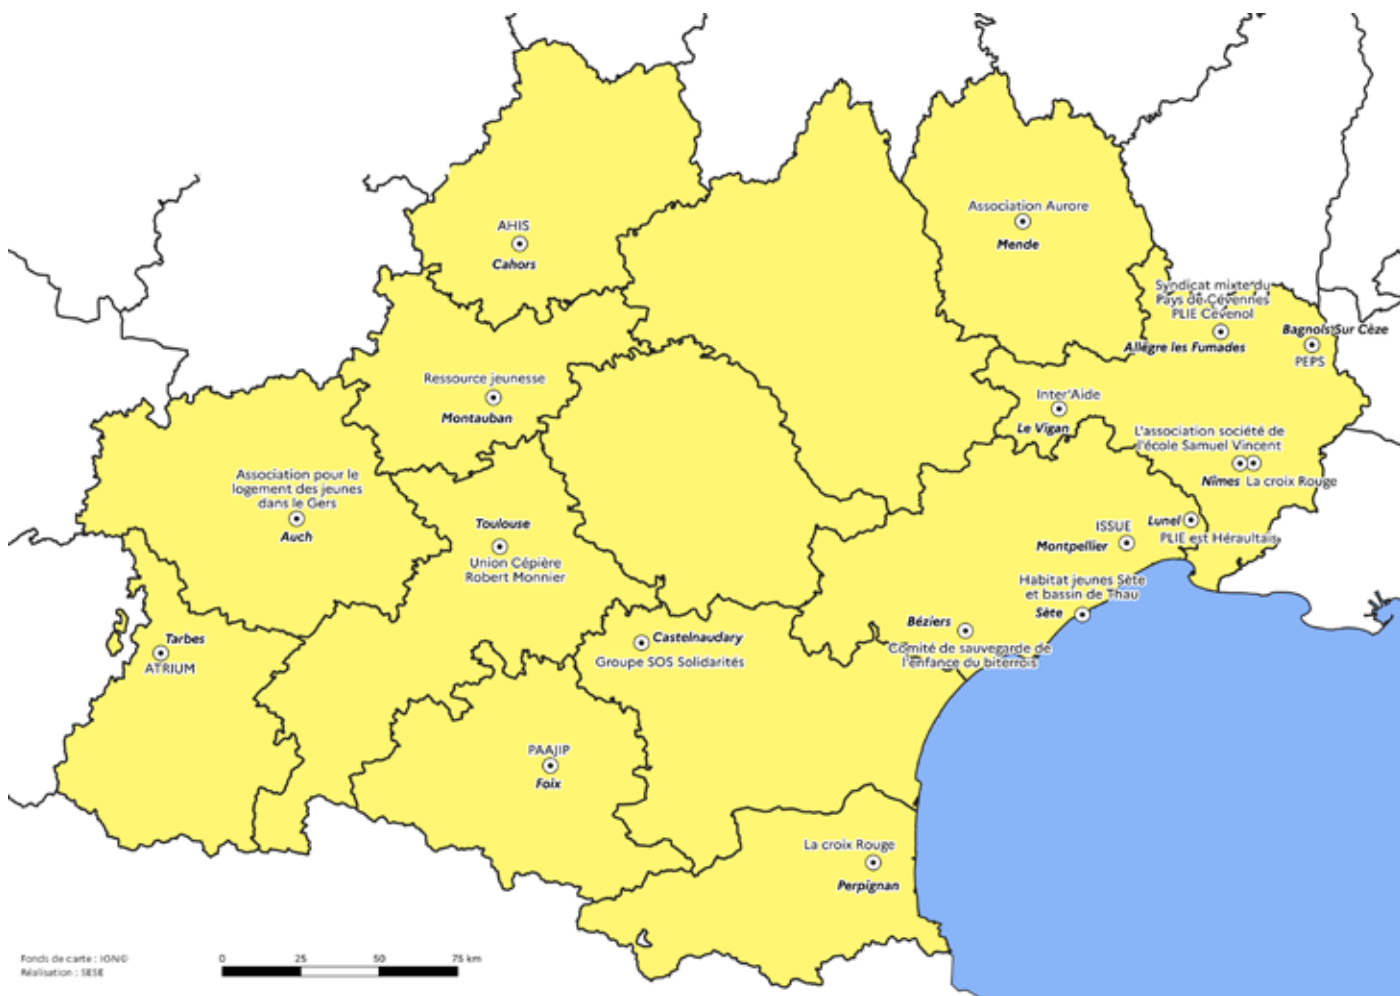 AHIS
Cahors
Association Aurore
Mende
Syndicat mixte du
Pays de Cévennes
PLIE Cévenol
Allègre les Fumades
Bagnols Sur Cèze
PEPS
Ressource jeunesse
Montauban
Inter'Aide
Le Vigan
L'association société de
l'école Samuel Vincent
Nîmes La croix Rouge
Association pour le
logement des jeunes
dans le Gers
Auch
Toulouse
Union Cépière
Robert Monnier
ISSUE
Montpellier
Lunel
PLIE est Héraultais
Habitat jeunes Sète
et bassin de Thau
Sète
Béziers
Comité de sauvegarde de
l'enfance du biterrois
Tarbes
ATRIUM
Castelnaudary
Groupe SOS Solidarités
PAAJIP
Foix
La croix Rouge
Perpignan
Fonds de carte : IGN©
Réalisation : SESE
0 25 50 75 km